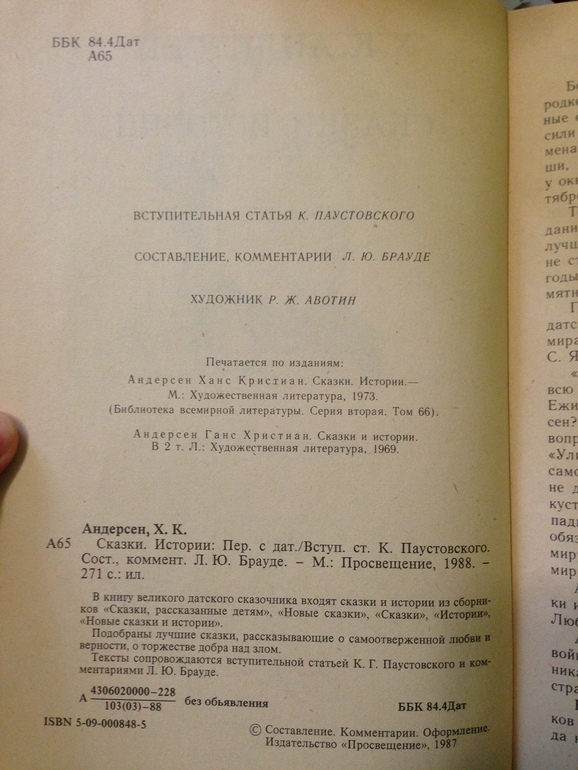 ББК 84.4Дат
А65
ВСТУПИТЕЛЬНАЯ СТАТЬЯ К. ПАУСТОВСКОГО
СОСТАВЛЕНИЕ, КОММЕНТАРИИ Л. Ю. БРАУДЕ
ХУДОЖНИК Р. Ж. АВОТИН
Печатается по изданиям:
Андерсен Ханс Кристиан. Сказки. Истории.—
М.: Художественная литература, 1973.
(Библиотека всемирной литературы. Серия вторая. Том 66).
Андерсен Ганс Христиан. Сказки и истории.
В 2 т. Л.: Художественная литература, 1969.
Андерсен, Х. К.
А65 Сказки. Истории: Пер. с дат./Вступ. ст. К. Паустовского.
Сост., коммент. Л. Ю. Брауде. – М.: Просвещение, 1988. –
271 с.: ил.
В книгу великого датского сказочника входят сказки и истории из сборни-
ков «Сказки, рассказанные детям», «Новые сказки», «Сказки», «Истории»,
«Новые сказки и истории».
Подобраны лучшие сказки, рассказывающие о самоотверженной любви и
верности, о торжестве добра над злом.
Тексты сопровождаются вступительной статьей К. Г. Паустовского и ком-
ментариями Л. Ю. Брауде.
А 4306020000–228
103(03)–88 без объявления ББК 84.4Дат
ISBN 5-09-000848-5
© Составление. Комментарии. Оформление.
Издательство «Просвещение», 1987